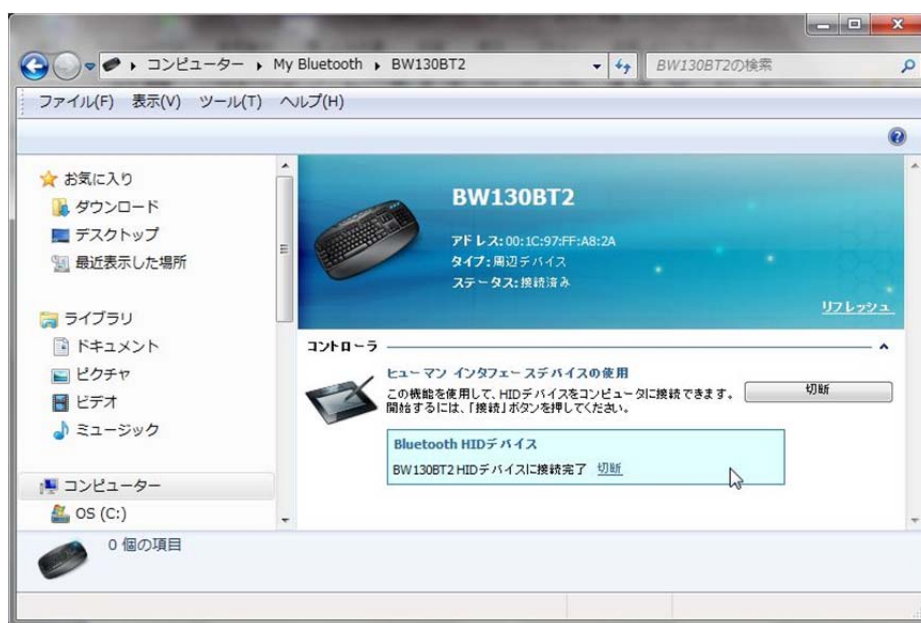 コンピューター ▸ My Bluetooth ▸ BW130BT2
BW130BT2の検索
ファイル(F) 表示(V) ツール(T) ヘルプ(H)
お気に入り
ダウンロード
デスクトップ
最近表示した場所
ライブラリ
ドキュメント
ピクチャ
ビデオ
ミュージック
コンピューター
OS (C:)
BW130BT2
アドレス: 00:1C:97:FF:A8:2A
タイプ: 周辺デバイス
ステータス: 接続済み
リフレッシュ
コントローラ
ヒューマン インタフェースデバイスの使用
この機能を使用して、HIDデバイスをコンピュータに接続できます。
開始するには、「接続」ボタンを押してください。
切断
Bluetooth HIDデバイス
BW130BT2 HIDデバイスに接続完了 切断
0 個の項目